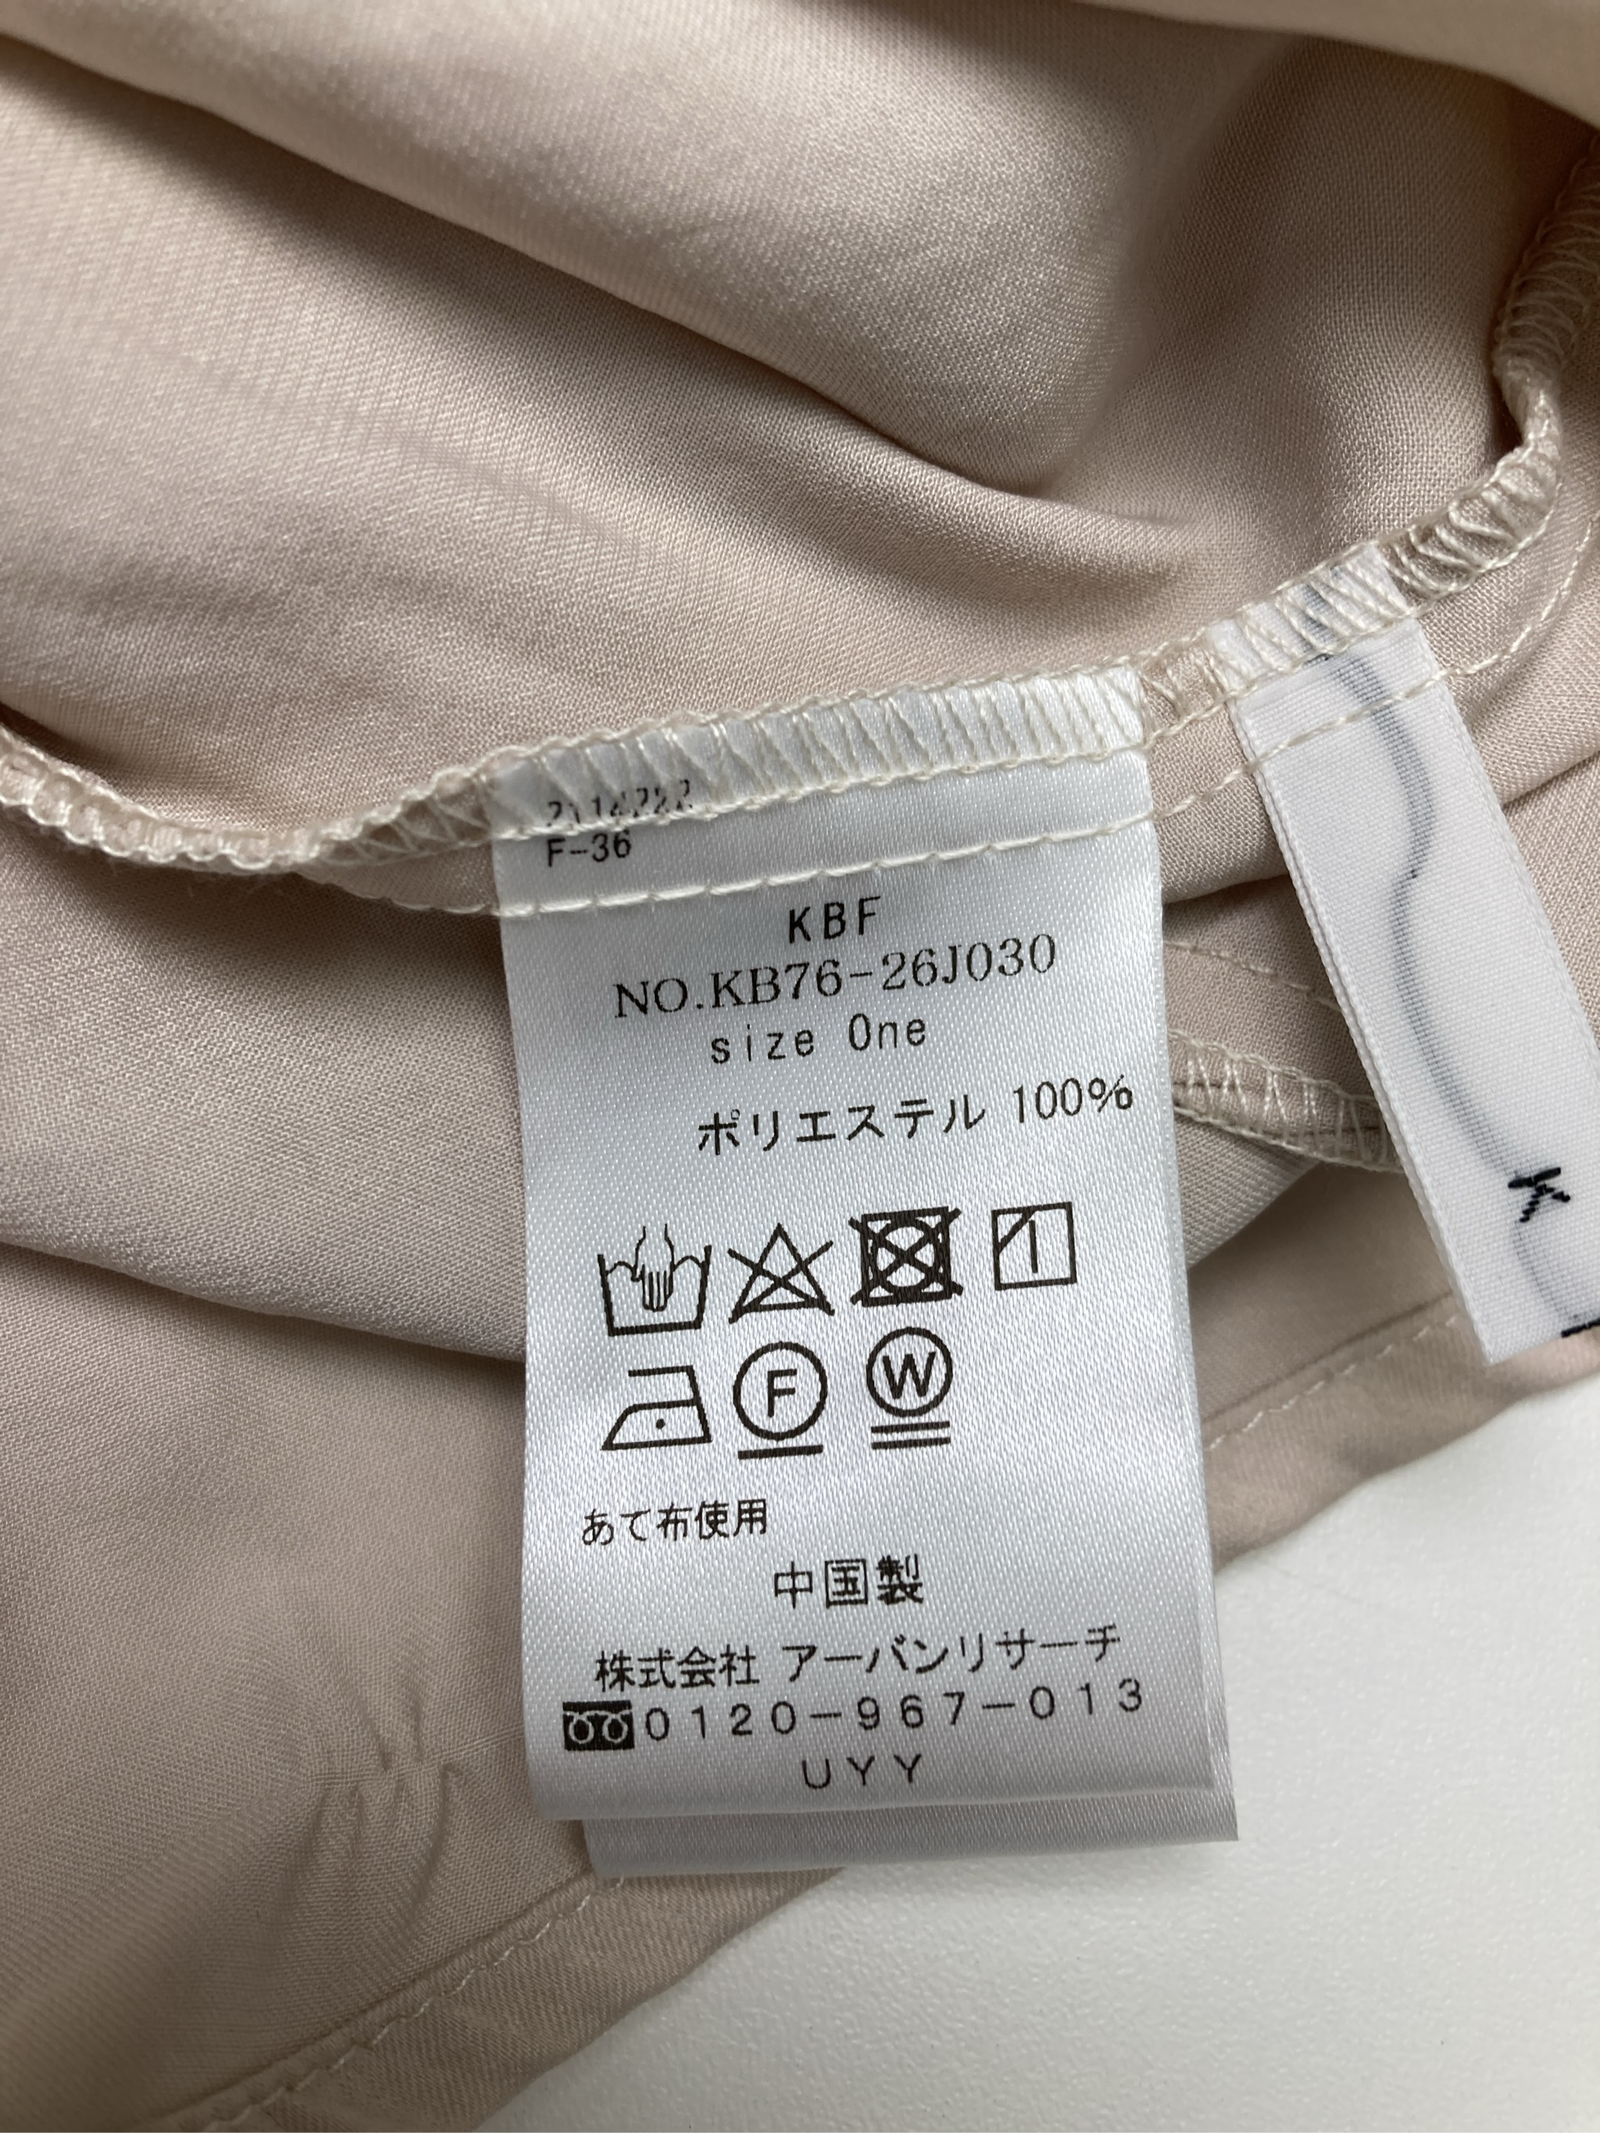 F-36
KBF
NO.KB76-26J030
size One
ポリエステル 100%
F W
あて布使用
中国製
株式会社 アーバンリサーチ
0120-967-013
UYY
K